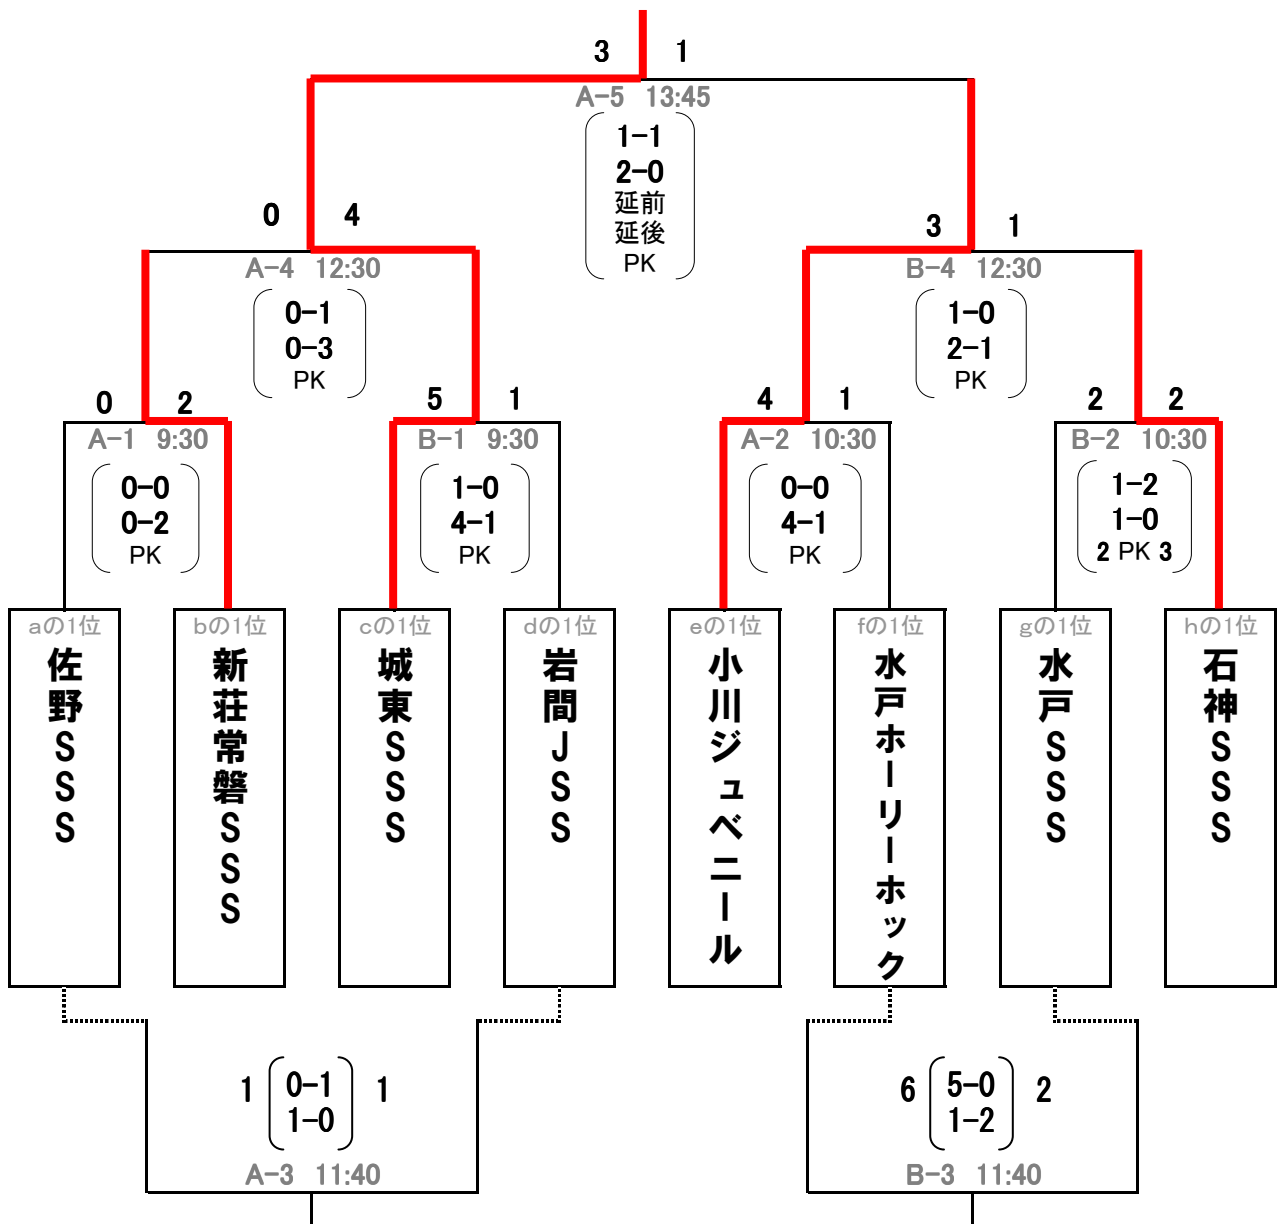 3 1
A-5 13:45
1-1
2-0
延前
延後
PK
0 4
A-4 12:30
0-1
0-3
PK
3 1
B-4 12:30
1-0
2-1
PK
0 2
A-1 9:30
0-0
0-2
PK
5 1
B-1 9:30
1-0
4-1
PK
4 1
A-2 10:30
0-0
4-1
PK
2 2
B-2 10:30
1-2
1-0
2 PK 3
aの1位
佐野SSS
bの1位
新荘常磐SSS
cの1位
城東SSS
dの1位
岩間JSS
eの1位
小川ジュベニール
fの1位
水戸ホーリーホック
gの1位
水戸SSS
hの1位
石神SSS
1 0-1 1
1-0
A-3 11:40
6 5-0 2
1-2
B-3 11:40